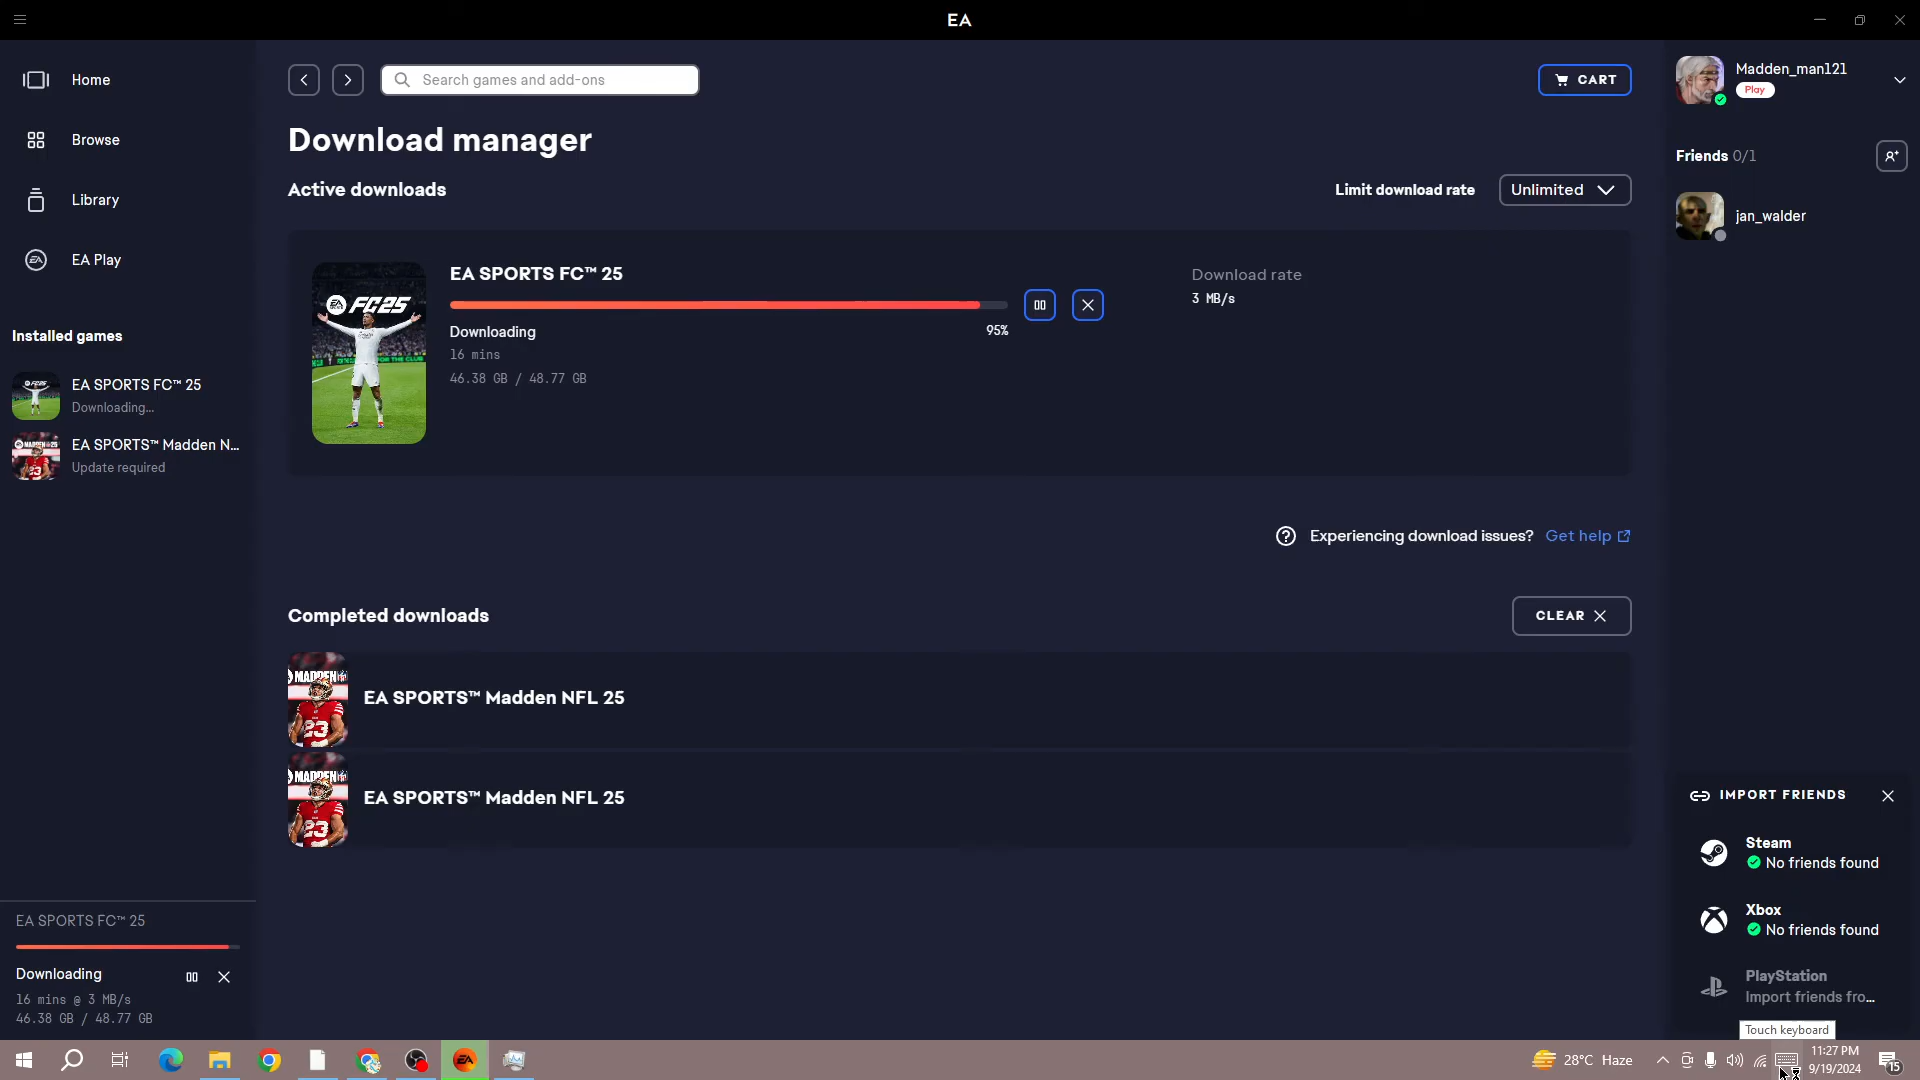 EA
Home
Browse
Library
EA Play
Installed games
EA SPORTS FC™ 25
Downloading...
EA SPORTS™ Madden N...
Update required
EA SPORTS FC™ 25
Downloading
16 mins @ 3 MB/s
46.38 GB / 48.77 GB
Search games and add-ons
CART
Download manager
Active downloads
Limit download rate
Unlimited
FC25
EA SPORTS FC™ 25
Downloading
95%
16 mins
46.38 GB / 48.77 GB
Download rate
3 MB/s
Experiencing download issues? Get help
Completed downloads
CLEAR
EA SPORTS™ Madden NFL 25
EA SPORTS™ Madden NFL 25
Madden_man121
Play
Friends 0/1
jan_walder
IMPORT FRIENDS
Steam
No friends found
Xbox
No friends found
PlayStation
Import friends fro...
Touch keyboard
28°C Haze
11:27 PM
9/19/2024
15